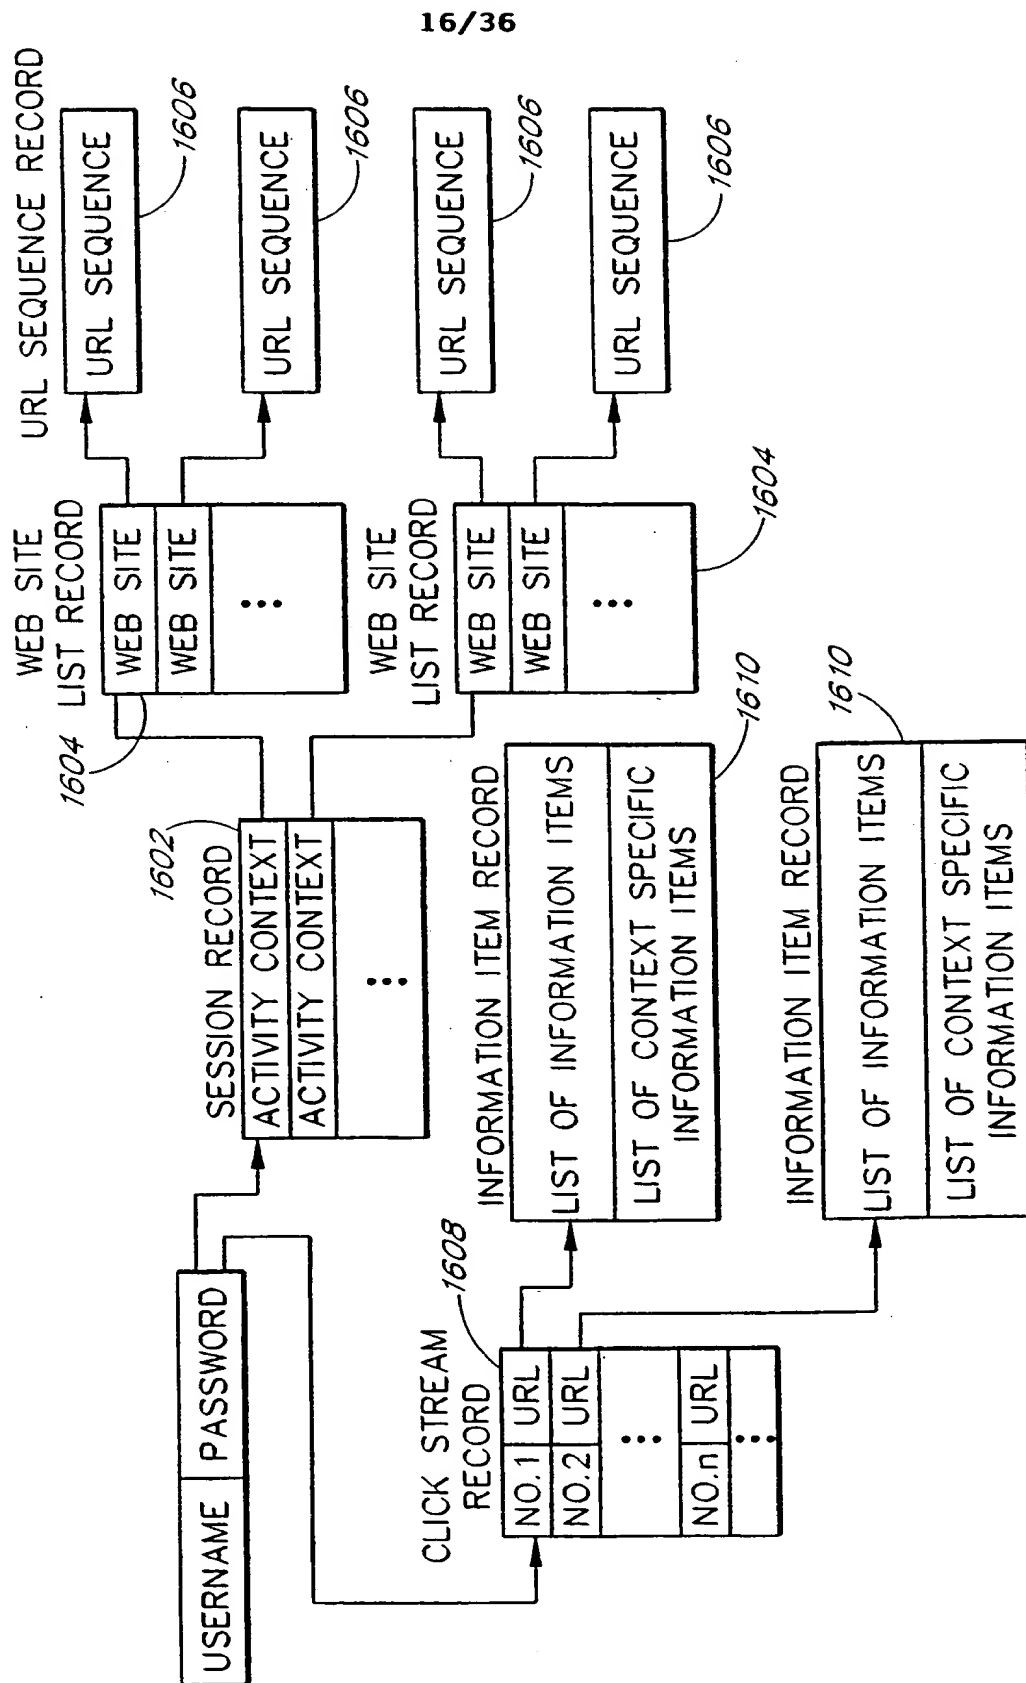 16/36
USERNAME
PASSWORD
SESSION RECORD
1602
ACTIVITY CONTEXT
ACTIVITY CONTEXT
...
WEB SITE
LIST RECORD
1604
WEB SITE
WEB SITE
...
URL SEQUENCE RECORD
URL SEQUENCE
1606
URL SEQUENCE
1606
WEB SITE
LIST RECORD
WEB SITE
WEB SITE
...
1604
URL SEQUENCE
1606
URL SEQUENCE
1606
CLICK STREAM
RECORD
1608
NO.1 URL
NO.2 URL
...
NO.n URL
...
INFORMATION ITEM RECORD
LIST OF INFORMATION ITEMS
LIST OF CONTEXT SPECIFIC
INFORMATION ITEMS
1610
INFORMATION ITEM RECORD
1610
LIST OF INFORMATION ITEMS
LIST OF CONTEXT SPECIFIC
INFORMATION ITEMS